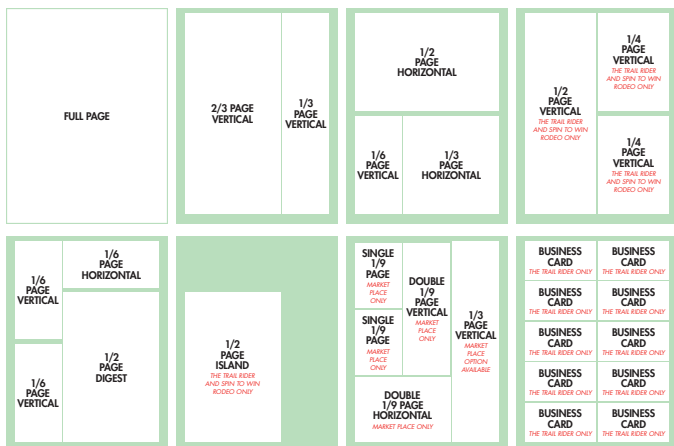 FULL PAGE
2/3 PAGE
VERTICAL
1/3
PAGE
VERTICAL
1/2
PAGE
HORIZONTAL
1/6
PAGE
VERTICAL
1/3
PAGE
HORIZONTAL
1/2
PAGE
VERTICAL
THE TRAIL RIDER
AND SPIN TO WIN
RODEO ONLY
1/4
PAGE
VERTICAL
THE TRAIL RIDER
AND SPIN TO WIN
RODEO ONLY
1/4
PAGE
VERTICAL
THE TRAIL RIDER
AND SPIN TO WIN
RODEO ONLY
1/6
PAGE
VERTICAL
1/6
PAGE
HORIZONTAL
1/6
PAGE
VERTICAL
1/2
PAGE
DIGEST
1/2
PAGE
ISLAND
THE TRAIL RIDER
AND SPIN TO WIN
RODEO ONLY
SINGLE
1/9
PAGE
MARKET
PLACE
ONLY
SINGLE
1/9
PAGE
MARKET
PLACE
ONLY
DOUBLE
1/9
PAGE
VERTICAL
MARKET
PLACE
ONLY
1/3
PAGE
VERTICAL
MARKET
PLACE
OPTION
AVAILABLE
DOUBLE
1/9 PAGE
HORIZONTAL
MARKET PLACE ONLY
BUSINESS
CARD
THE TRAIL RIDER ONLY
BUSINESS
CARD
THE TRAIL RIDER ONLY
BUSINESS
CARD
THE TRAIL RIDER ONLY
BUSINESS
CARD
THE TRAIL RIDER ONLY
BUSINESS
CARD
THE TRAIL RIDER ONLY
BUSINESS
CARD
THE TRAIL RIDER ONLY
BUSINESS
CARD
THE TRAIL RIDER ONLY
BUSINESS
CARD
THE TRAIL RIDER ONLY
BUSINESS
CARD
THE TRAIL RIDER ONLY
BUSINESS
CARD
THE TRAIL RIDER ONLY